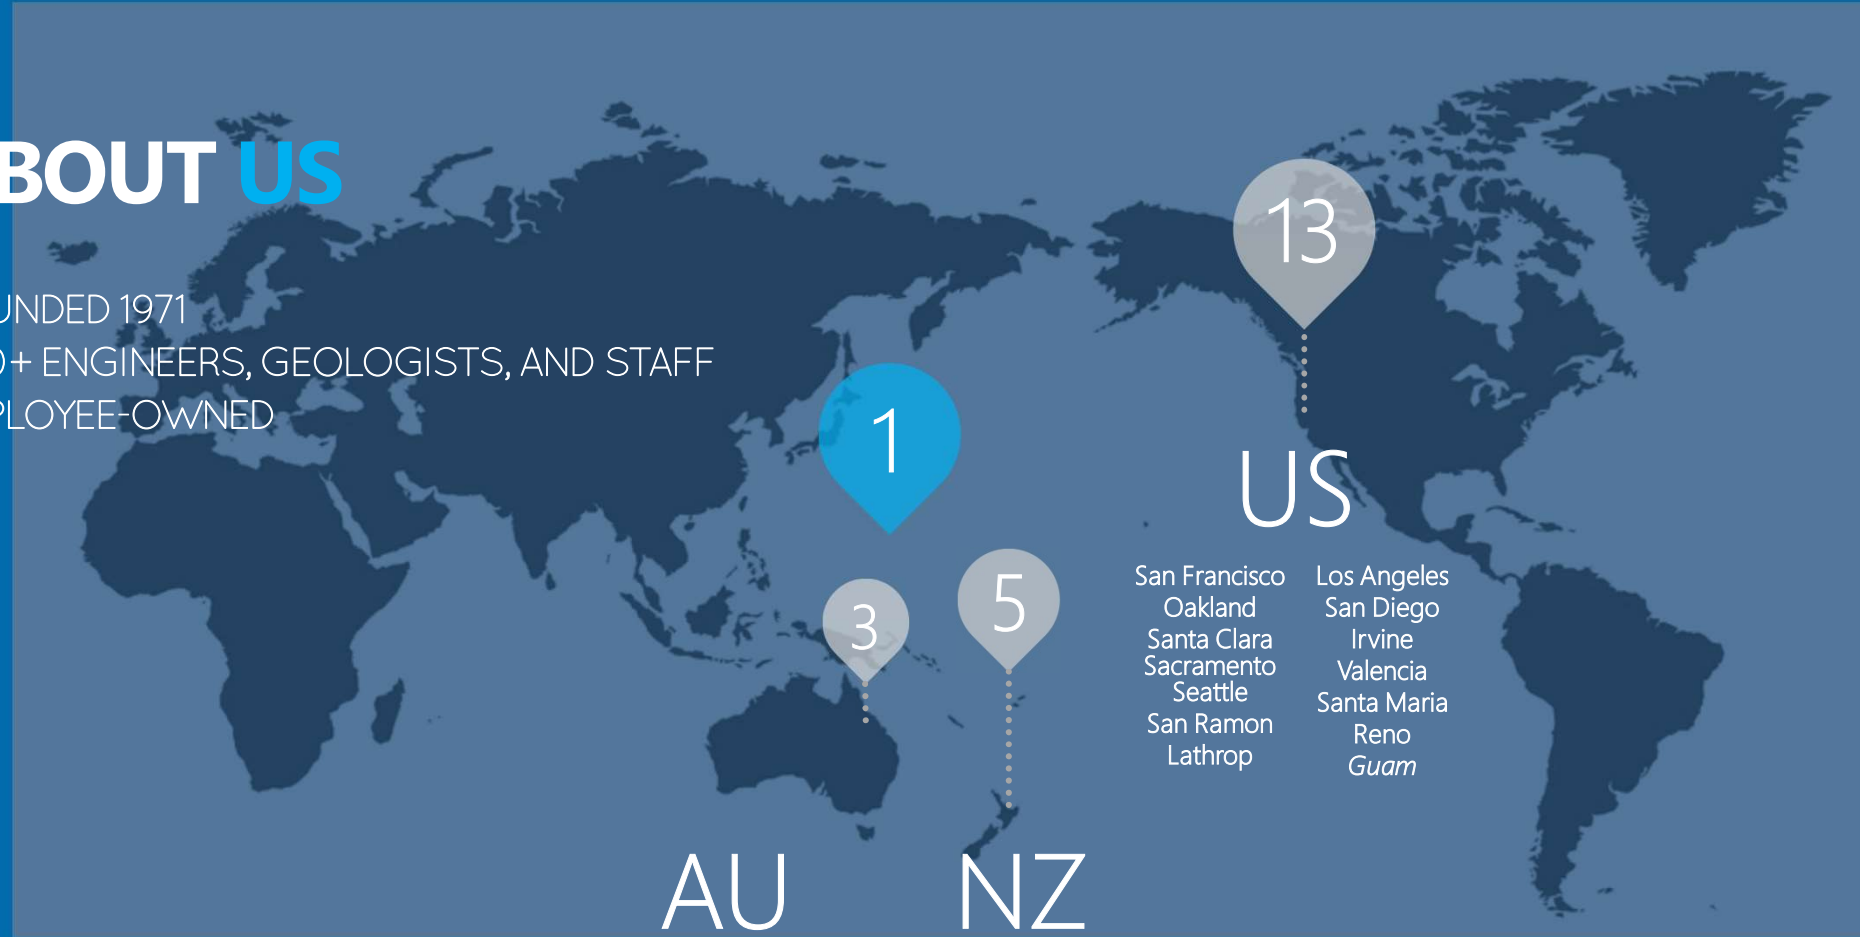 BOUT US
UNDED 1971
0+ ENGINEERS, GEOLOGISTS, AND STAFF
PLOYEE-OWNED
13
1
3
5
US
San Francisco
Oakland
Santa Clara
Sacramento
Seattle
San Ramon
Lathrop
Los Angeles
San Diego
Irvine
Valencia
Santa Maria
Reno
Guam
AU
NZ